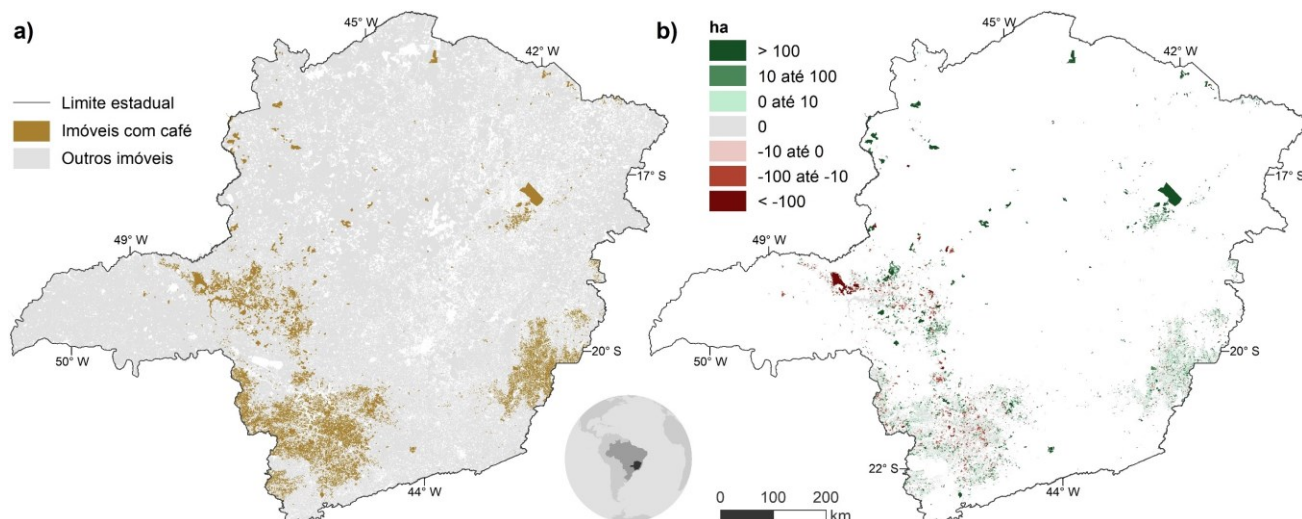 a)
45° W
42° W
Limite estadual
Imóveis com café
Outros imóveis
17° S
49° W
50° W
20° S
44° W
b)
ha
> 100
10 até 100
0 até 10
0
-10 até 0
-100 até -10
< -100
45° W
42° W
17° S
49° W
50° W
20° S
22° S
44° W
0 100 200
km